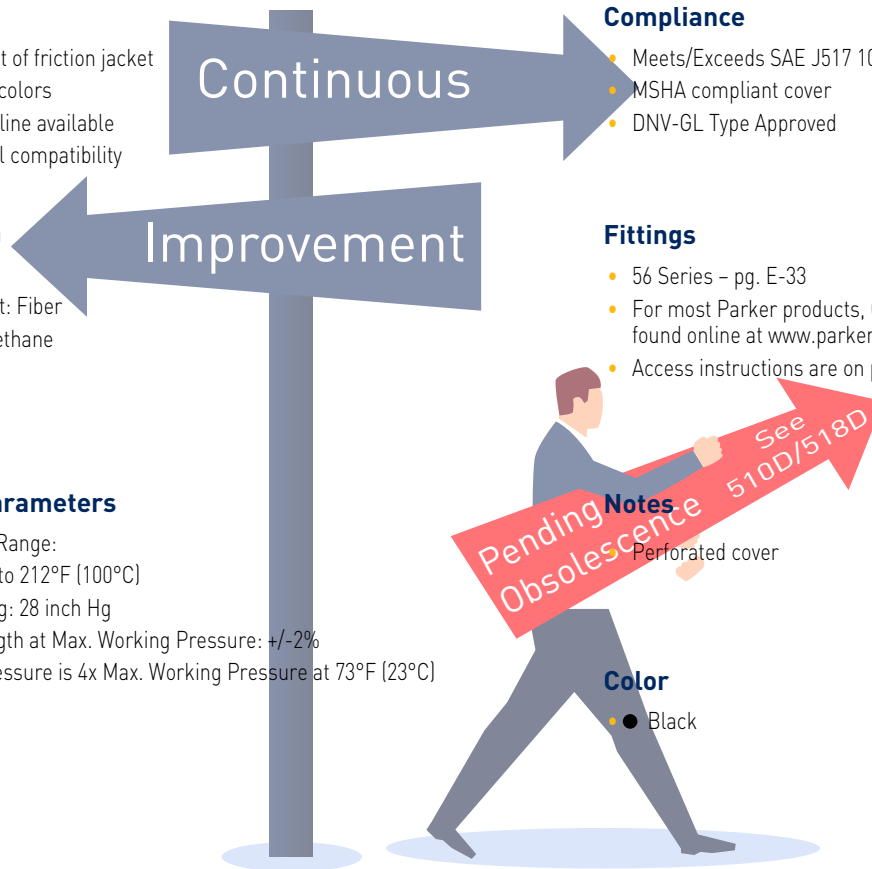 t of friction jacket
colors
line available
l compatibility
t: Fiber
ethane
arameters
Range:
to 212°F (100°C)
g: 28 inch Hg
gth at Max. Working Pressure: +/-2%
essure is 4x Max. Working Pressure at 73°F (23°C)
Continuous
Improvement
Compliance
• Meets/Exceeds SAE J517 10
• MSHA compliant cover
• DNV-GL Type Approved
Fittings
• 56 Series – pg. E-33
• For most Parker products,
found online at www.parker
• Access instructions are on p
Pending
Obsolescence
See
510D/518D
Notes
• Perforated cover
Color
• ● Black